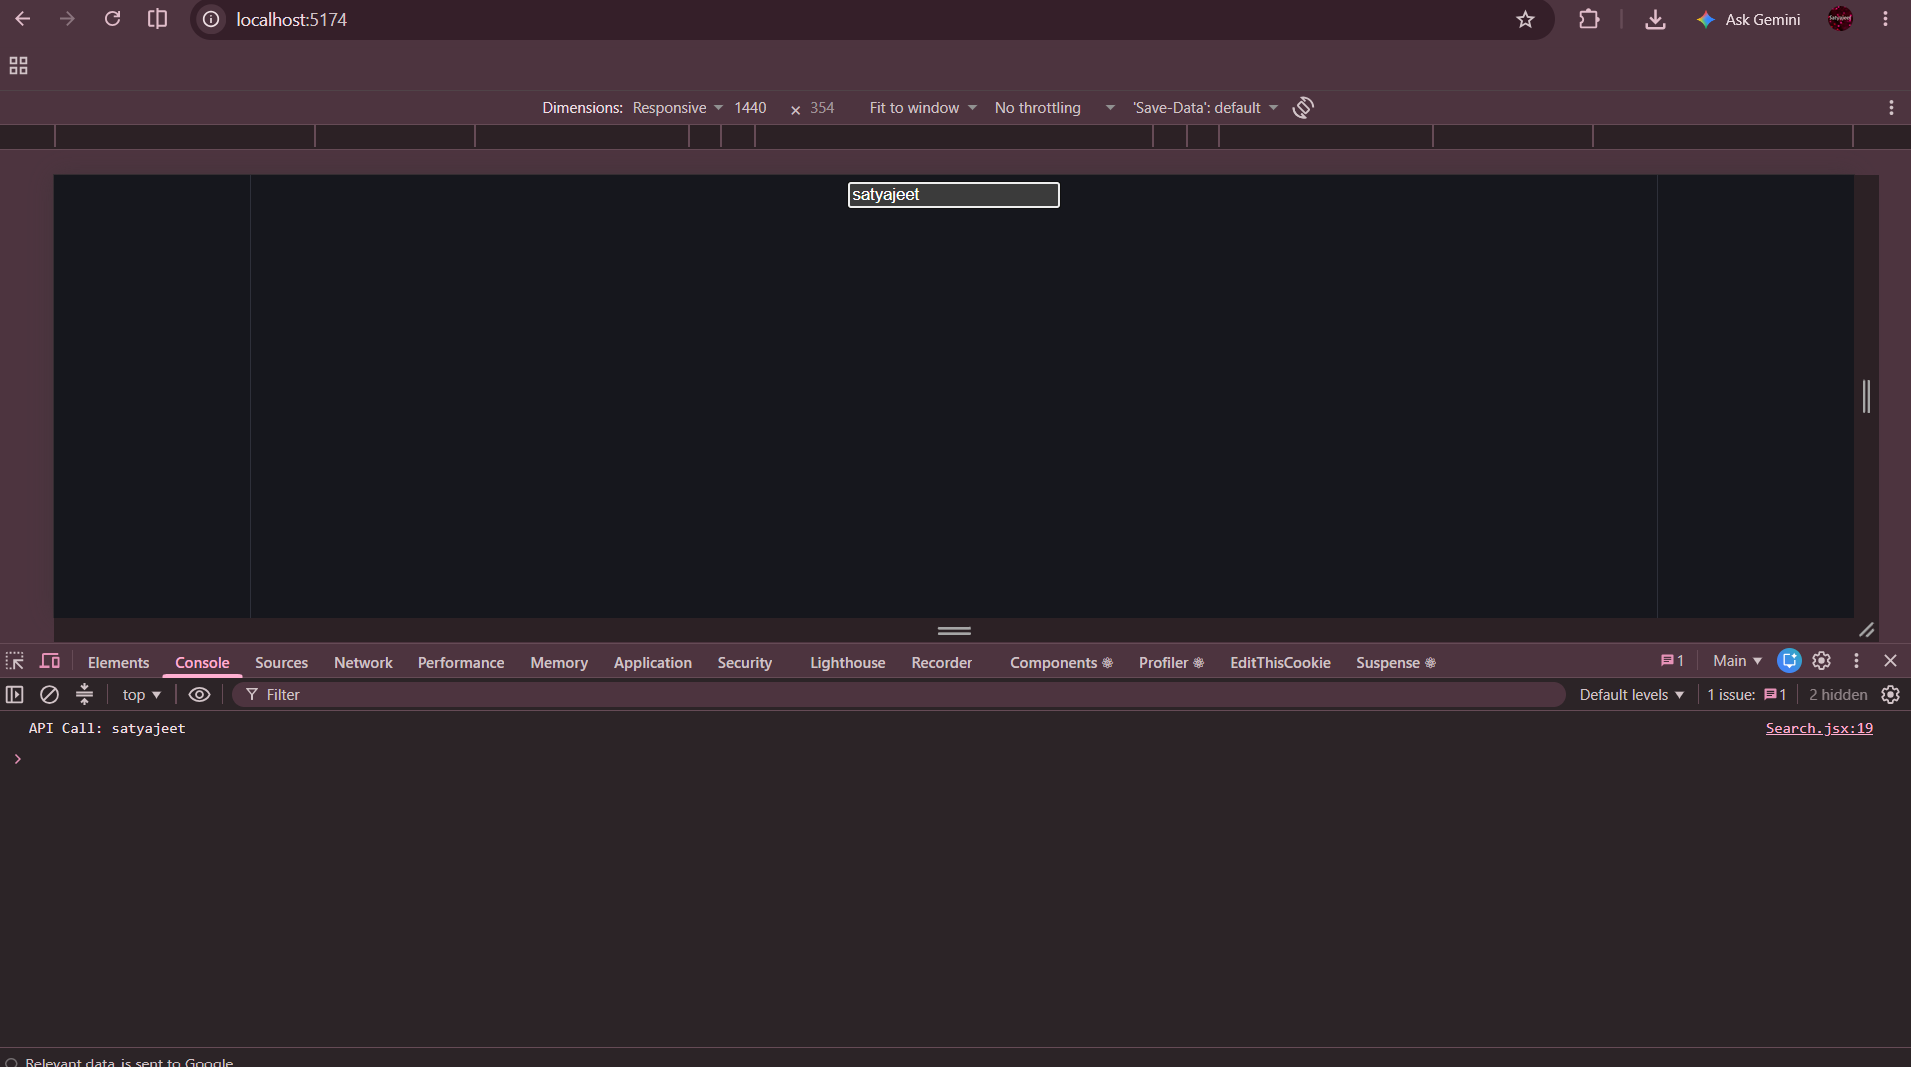 localhost:5174
Ask Gemini
Satyajeet
Dimensions: Responsive 1440 × 354 Fit to window No throttling 'Save-Data': default
satyajeet
Elements Console Sources Network Performance Memory Application Security Lighthouse Recorder Components Profiler EditThisCookie Suspense 1 Main
top Filter Default levels 1 issue: 1 2 hidden
API Call: satyajeet Search.jsx:19
Relevant data is sent to Google